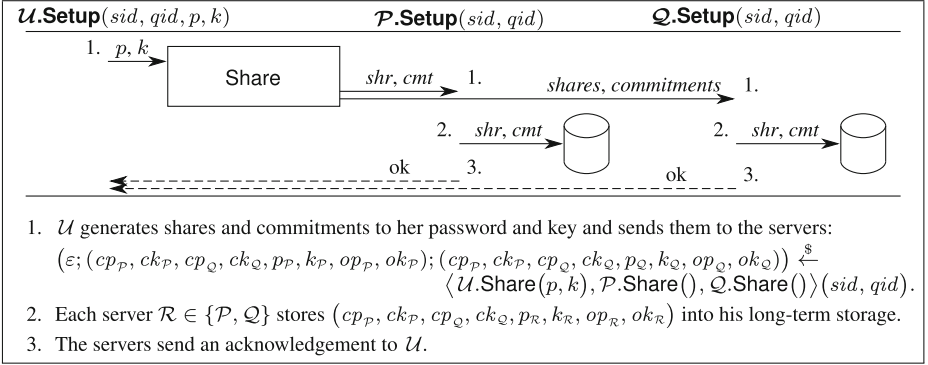 𝒰.Setup(sid, qid, p, k) 𝒫.Setup(sid, qid) 𝒬.Setup(sid, qid)
1. p, k
Share
shr, cmt 1.
shares, commitments 1.
2. shr, cmt
2. shr, cmt
ok 3.
ok 3.
1. 𝒰 generates shares and commitments to her password and key and sends them to the servers:
(ε; (cp_𝒫, ck_𝒫, cp_𝒬, ck_𝒬, p_𝒫, k_𝒫, op_𝒫, ok_𝒫); (cp_𝒫, ck_𝒫, cp_𝒬, ck_𝒬, p_𝒬, k_𝒬, op_𝒬, ok_𝒬)) ←$
⟨𝒰.Share(p, k), 𝒫.Share(), 𝒬.Share()⟩(sid, qid).
2. Each server ℛ ∈ {𝒫, 𝒬} stores (cp_𝒫, ck_𝒫, cp_𝒬, ck_𝒬, p_ℛ, k_ℛ, op_ℛ, ok_ℛ) into his long-term storage.
3. The servers send an acknowledgement to 𝒰.